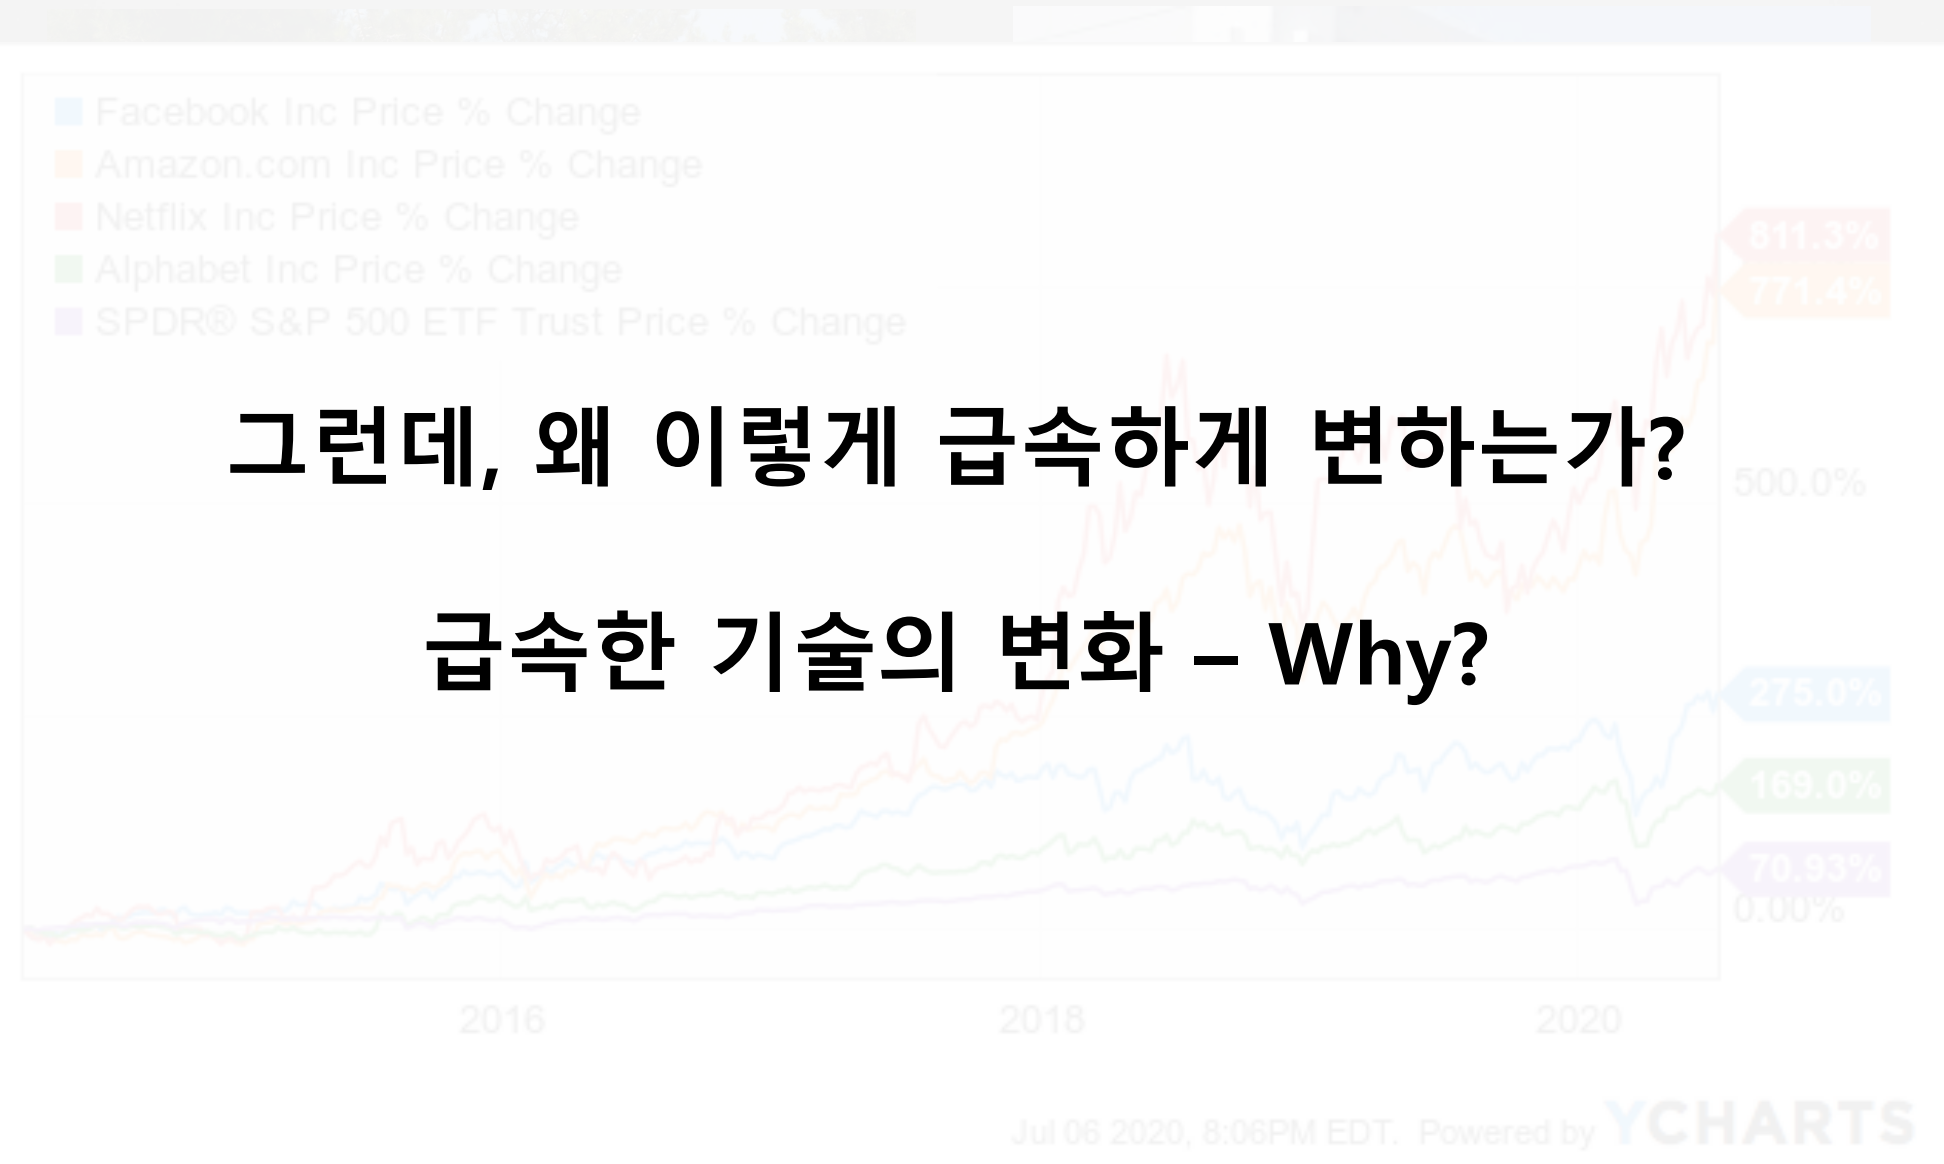 Facebook Inc Price % Change
Amazon.com Inc Price % Change
Netflix Inc Price % Change
Alphabet Inc Price % Change
SPDR® S&P 500 ETF Trust Price % Change
811.3%
771.4%
그런데, 왜 이렇게 급속하게 변하는가?
500.0%
급속한 기술의 변화 – Why?
275.0%
169.0%
70.93%
0.00%
2016 2018 2020
Jul 06 2020, 8:06PM EDT. Powered by YCHARTS